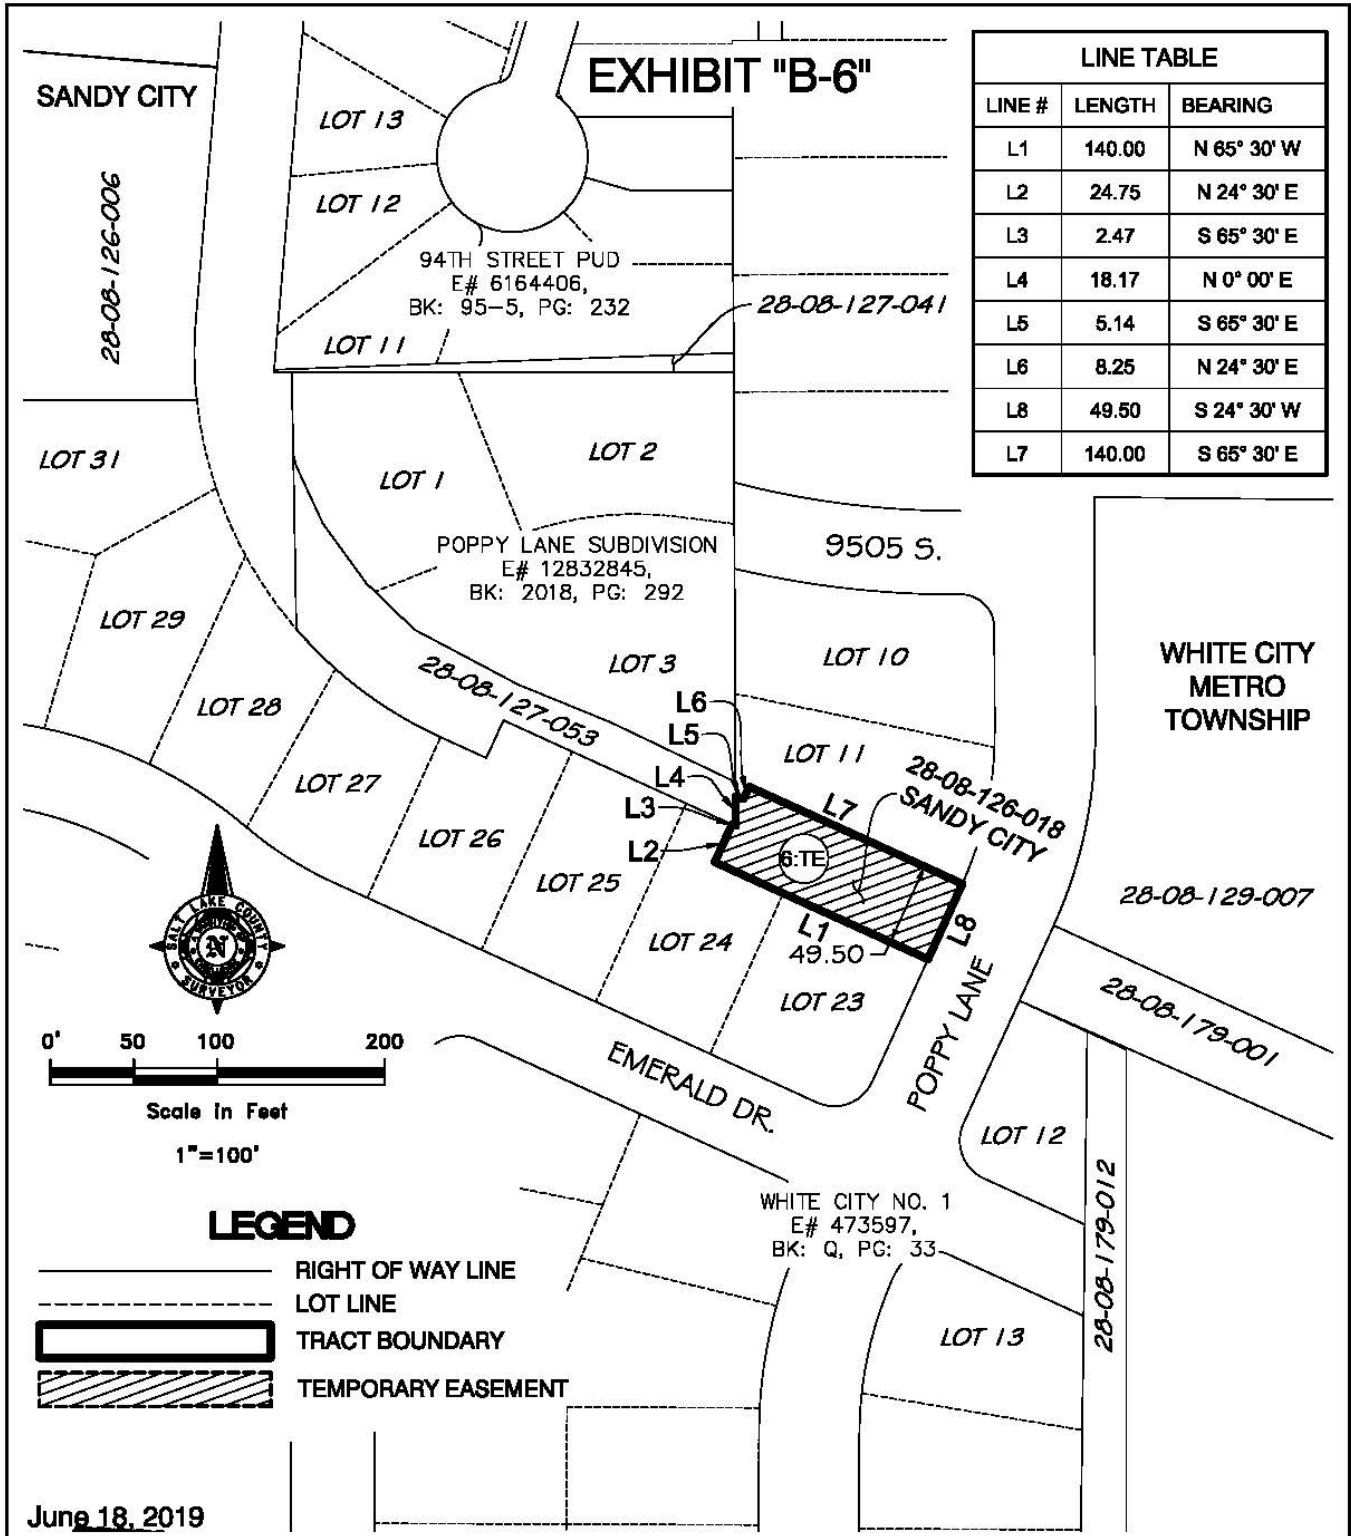 EXHIBIT "B-6"
LINE TABLE
LINE # LENGTH BEARING
L1 140.00 N 65° 30' W
L2 24.75 N 24° 30' E
L3 2.47 S 65° 30' E
L4 18.17 N 0° 00' E
L5 5.14 S 65° 30' E
L6 8.25 N 24° 30' E
L8 49.50 S 24° 30' W
L7 140.00 S 65° 30' E
SANDY CITY
28-08-126-006
LOT 13
LOT 12
94TH STREET PUD
E# 6164406,
BK: 95-5, PG: 232
28-08-127-041
LOT 11
LOT 31
LOT 1
LOT 2
POPPY LANE SUBDIVISION
E# 12832845,
BK: 2018, PG: 292
9505 S.
LOT 29
LOT 28
LOT 27
LOT 26
LOT 25
LOT 24
LOT 23
28-08-127-053
LOT 3
LOT 10
LOT 11
WHITE CITY
METRO
TOWNSHIP
L6
L5
L4
L3
L2
L7
28-08-126-018
SANDY CITY
6:TE
L1
49.50
L8
28-08-129-007
28-08-179-001
POPPY LANE
EMERALD DR.
LOT 12
28-08-179-012
WHITE CITY NO. 1
E# 473597,
BK: Q, PG: 33
LOT 13
SALT LAKE COUNTY
N
SURVEYOR
0' 50 100 200
Scale in Feet
1"=100'
LEGEND
RIGHT OF WAY LINE
LOT LINE
TRACT BOUNDARY
TEMPORARY EASEMENT
June 18, 2019